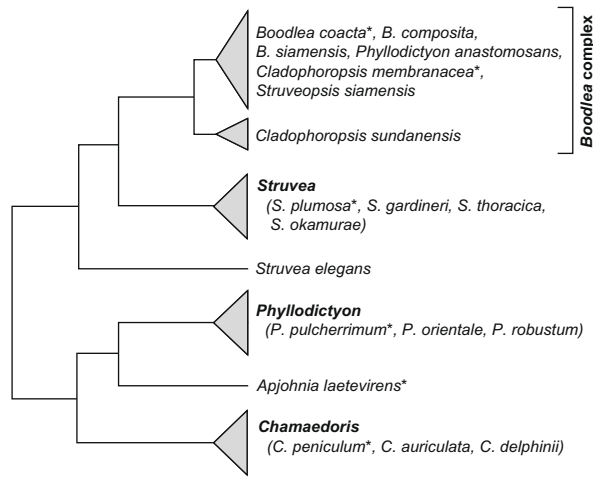 Boodlea coacta*, B. composita,
B. siamensis, Phyllodictyon anastomosans,
Cladophoropsis membranacea*,
Struveopsis siamensis
Boodlea complex
Cladophoropsis sundanensis
Struvea
(S. plumosa*, S. gardineri, S. thoracica,
S. okamurae)
Struvea elegans
Phyllodictyon
(P. pulcherrimum*, P. orientale, P. robustum)
Apjohnia laetevirens*
Chamaedoris
(C. peniculum*, C. auriculata, C. delphinii)